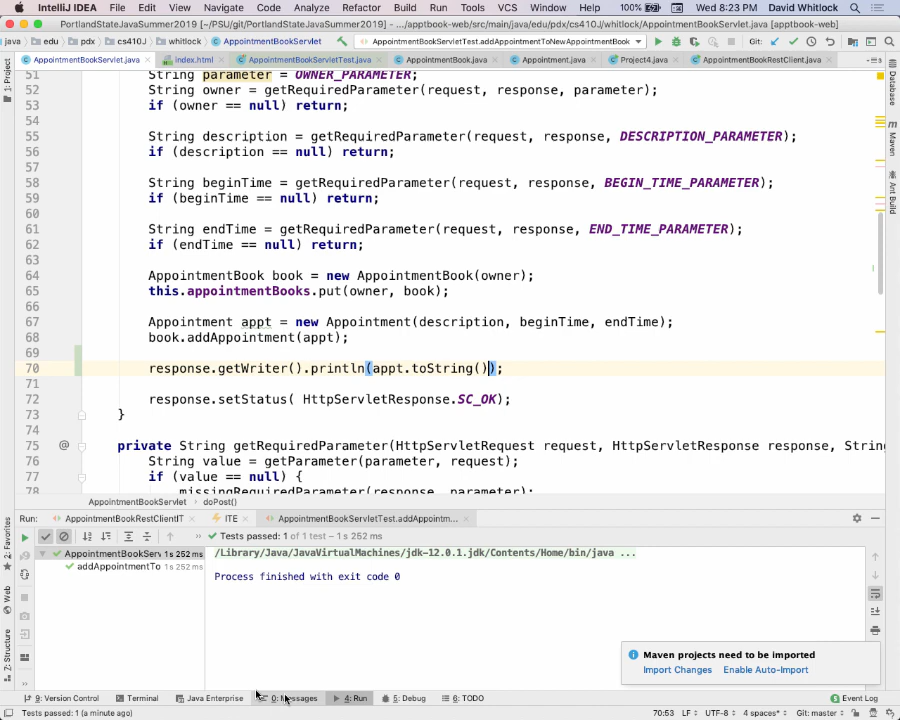 IntelliJ IDEA File Edit View Navigate Code Analyze Refactor Build Run Tools VCS Window Help 100% Wed 8:23 PM David Whitlock
PortlandStateJavaSummer2019 [~/PSU/git/PortlandStateJavaSummer2019] - .../apptbook-web/src/main/java/edu/pdx/cs410J/whitlock/AppointmentBookServlet.java [apptbook-web]
java edu pdx cs410J whitlock AppointmentBookServlet AppointmentBookServletTest.addAppointmentToNewAppointmentBook Git:
AppointmentBookServlet.java index.html AppointmentBookServletTest.java AppointmentBook.java Appointment.java Project4.java AppointmentBookRestClient.java
51 String parameter = OWNER_PARAMETER;
52 String owner = getRequiredParameter(request, response, parameter);
53 if (owner == null) return;
54
55 String description = getRequiredParameter(request, response, DESCRIPTION_PARAMETER);
56 if (description == null) return;
57
58 String beginTime = getRequiredParameter(request, response, BEGIN_TIME_PARAMETER);
59 if (beginTime == null) return;
60
61 String endTime = getRequiredParameter(request, response, END_TIME_PARAMETER);
62 if (endTime == null) return;
63
64 AppointmentBook book = new AppointmentBook(owner);
65 this.appointmentBooks.put(owner, book);
66
67 Appointment appt = new Appointment(description, beginTime, endTime);
68 book.addAppointment(appt);
69
70 response.getWriter().println(appt.toString());
71
72 response.setStatus( HttpServletResponse.SC_OK);
73 }
74
75 @ private String getRequiredParameter(HttpServletRequest request, HttpServletResponse response, Strin
76 String value = getParameter(parameter, request);
77 if (value == null) {
78 missingRequiredParameter(response, parameter);
AppointmentBookServlet › doPost()
1: Project
2: Favorites
Web
7: Structure
Database
Maven
Ant Build
Run: AppointmentBookRestClientIT ITE AppointmentBookServletTest.addAppointm...
Tests passed: 1 of 1 test – 1 s 252 ms
AppointmentBookServ 1 s 252 ms
addAppointmentTo 1 s 252 ms
/Library/Java/JavaVirtualMachines/jdk-12.0.1.jdk/Contents/Home/bin/java ...
Process finished with exit code 0
Maven projects need to be imported
Import Changes Enable Auto-Import
9: Version Control Terminal Java Enterprise 0: Messages 4: Run 5: Debug 6: TODO Event Log
Tests passed: 1 (a minute ago) 70:53 LF UTF-8 4 spaces* Git: master